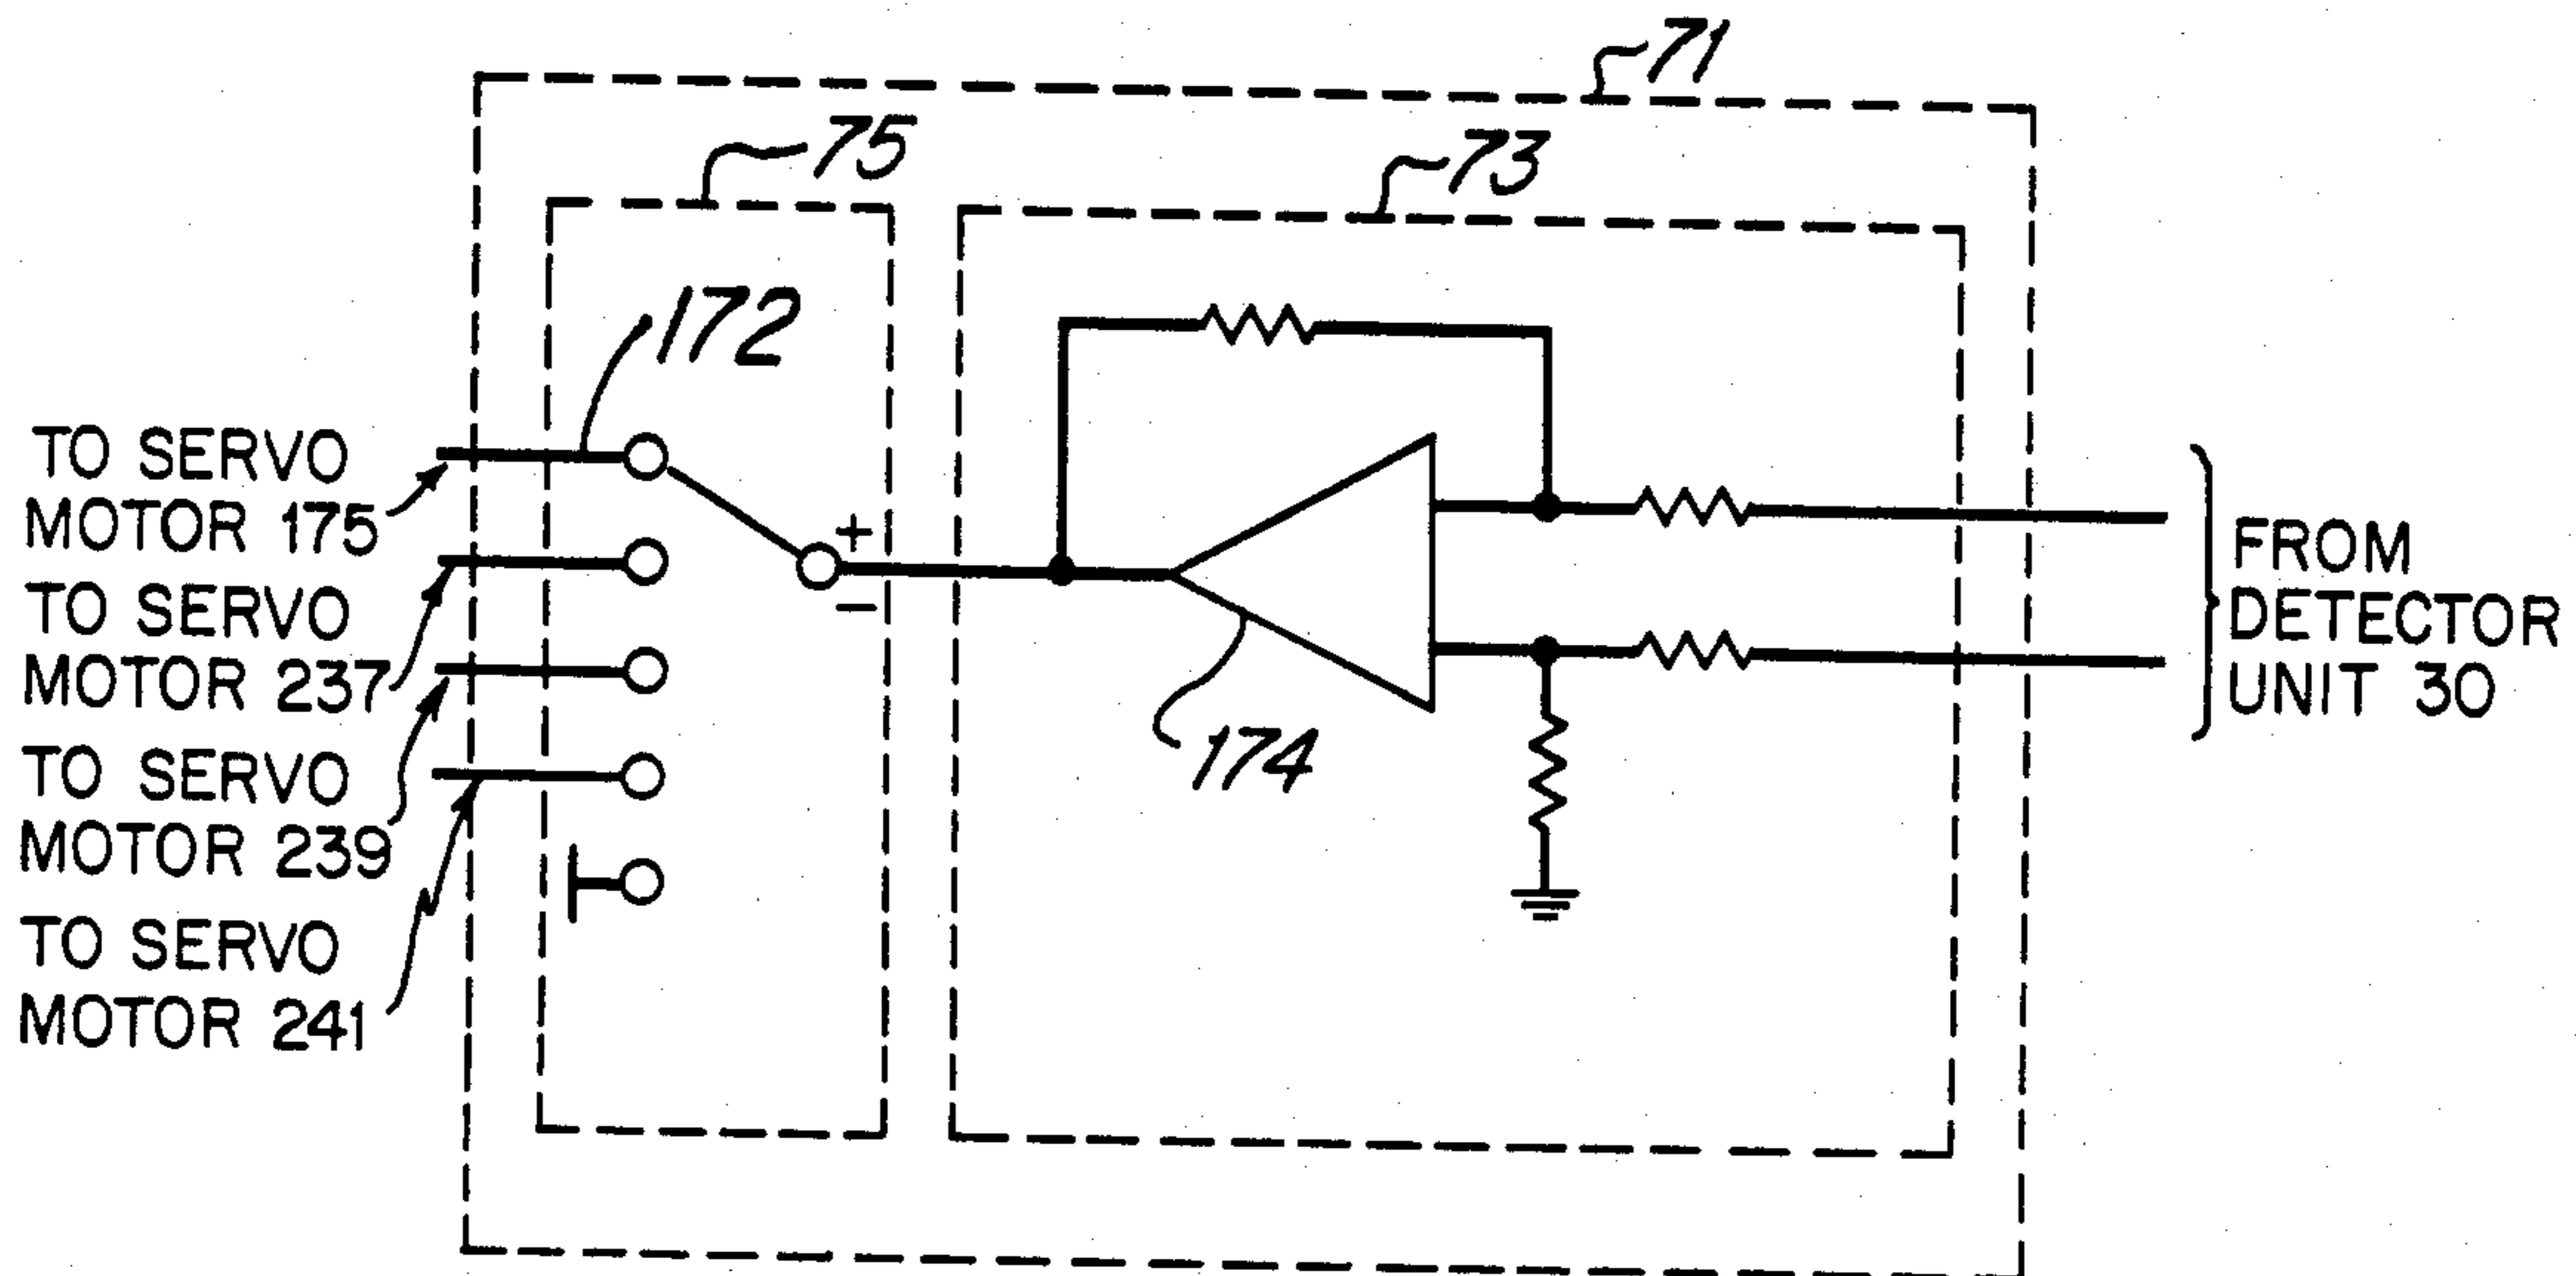 71
75
73
172
TO SERVO
MOTOR 175
+
−
TO SERVO
MOTOR 237
TO SERVO
MOTOR 239
TO SERVO
MOTOR 241
174
FROM
DETECTOR
UNIT 30